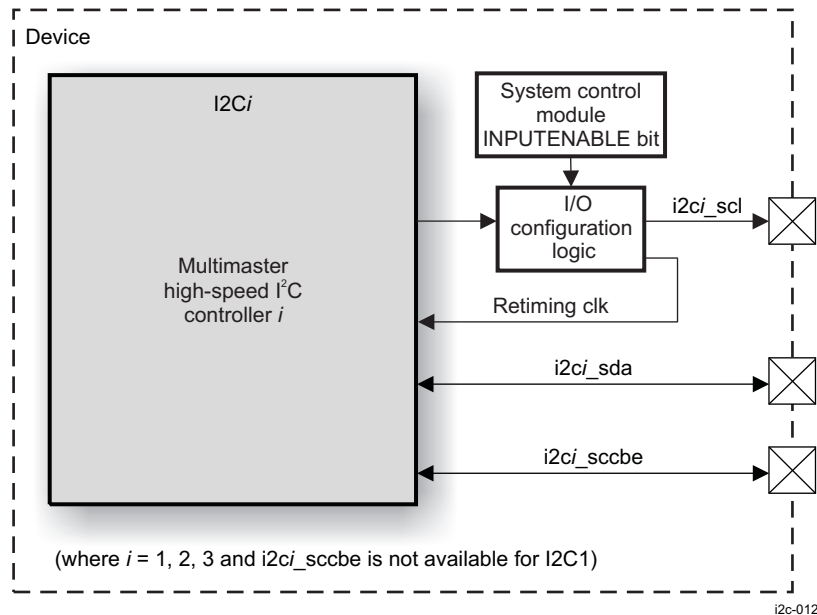 Device
I2Ci
System control
module
INPUTENABLE bit
I/O
configuration
logic
i2ci_scl
Multimaster
high-speed I²C
controller i
Retiming clk
i2ci_sda
i2ci_sccbe
(where i = 1, 2, 3 and i2ci_sccbe is not available for I2C1)
i2c-012